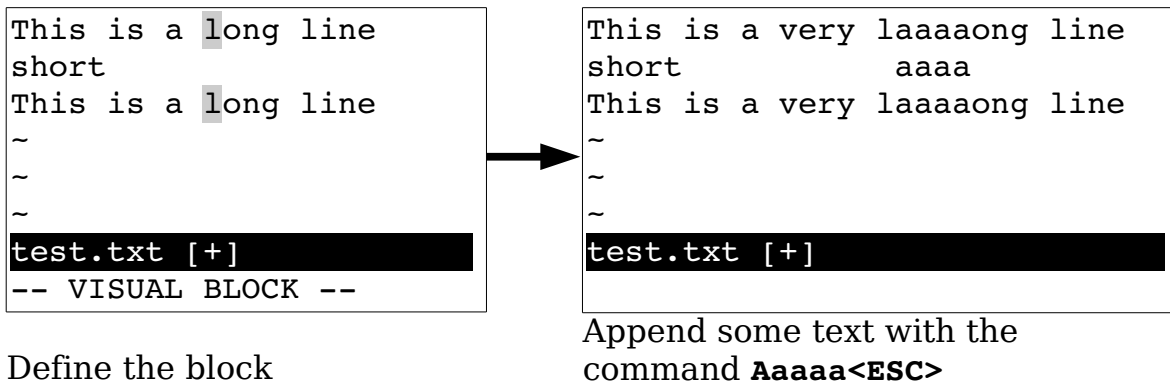 This is a long line
short
This is a long line
~
~
~
test.txt [+]
-- VISUAL BLOCK --
Define the block
This is a very laaaaong line
short           aaaa
This is a very laaaaong line
~
~
~
test.txt [+]
Append some text with the
command Aaaaa<ESC>